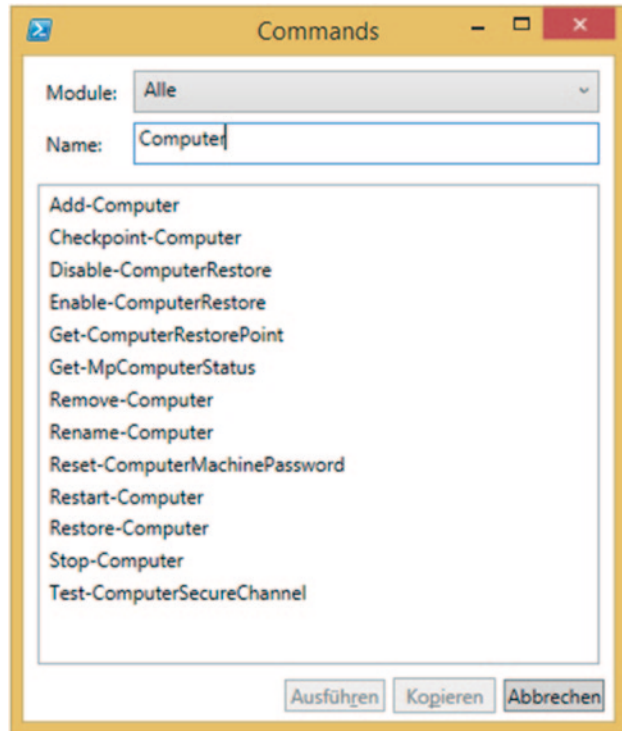 Commands
Module: Alle
Name: Computer
Add-Computer
Checkpoint-Computer
Disable-ComputerRestore
Enable-ComputerRestore
Get-ComputerRestorePoint
Get-MpComputerStatus
Remove-Computer
Rename-Computer
Reset-ComputerMachinePassword
Restart-Computer
Restore-Computer
Stop-Computer
Test-ComputerSecureChannel
Ausführen Kopieren Abbrechen